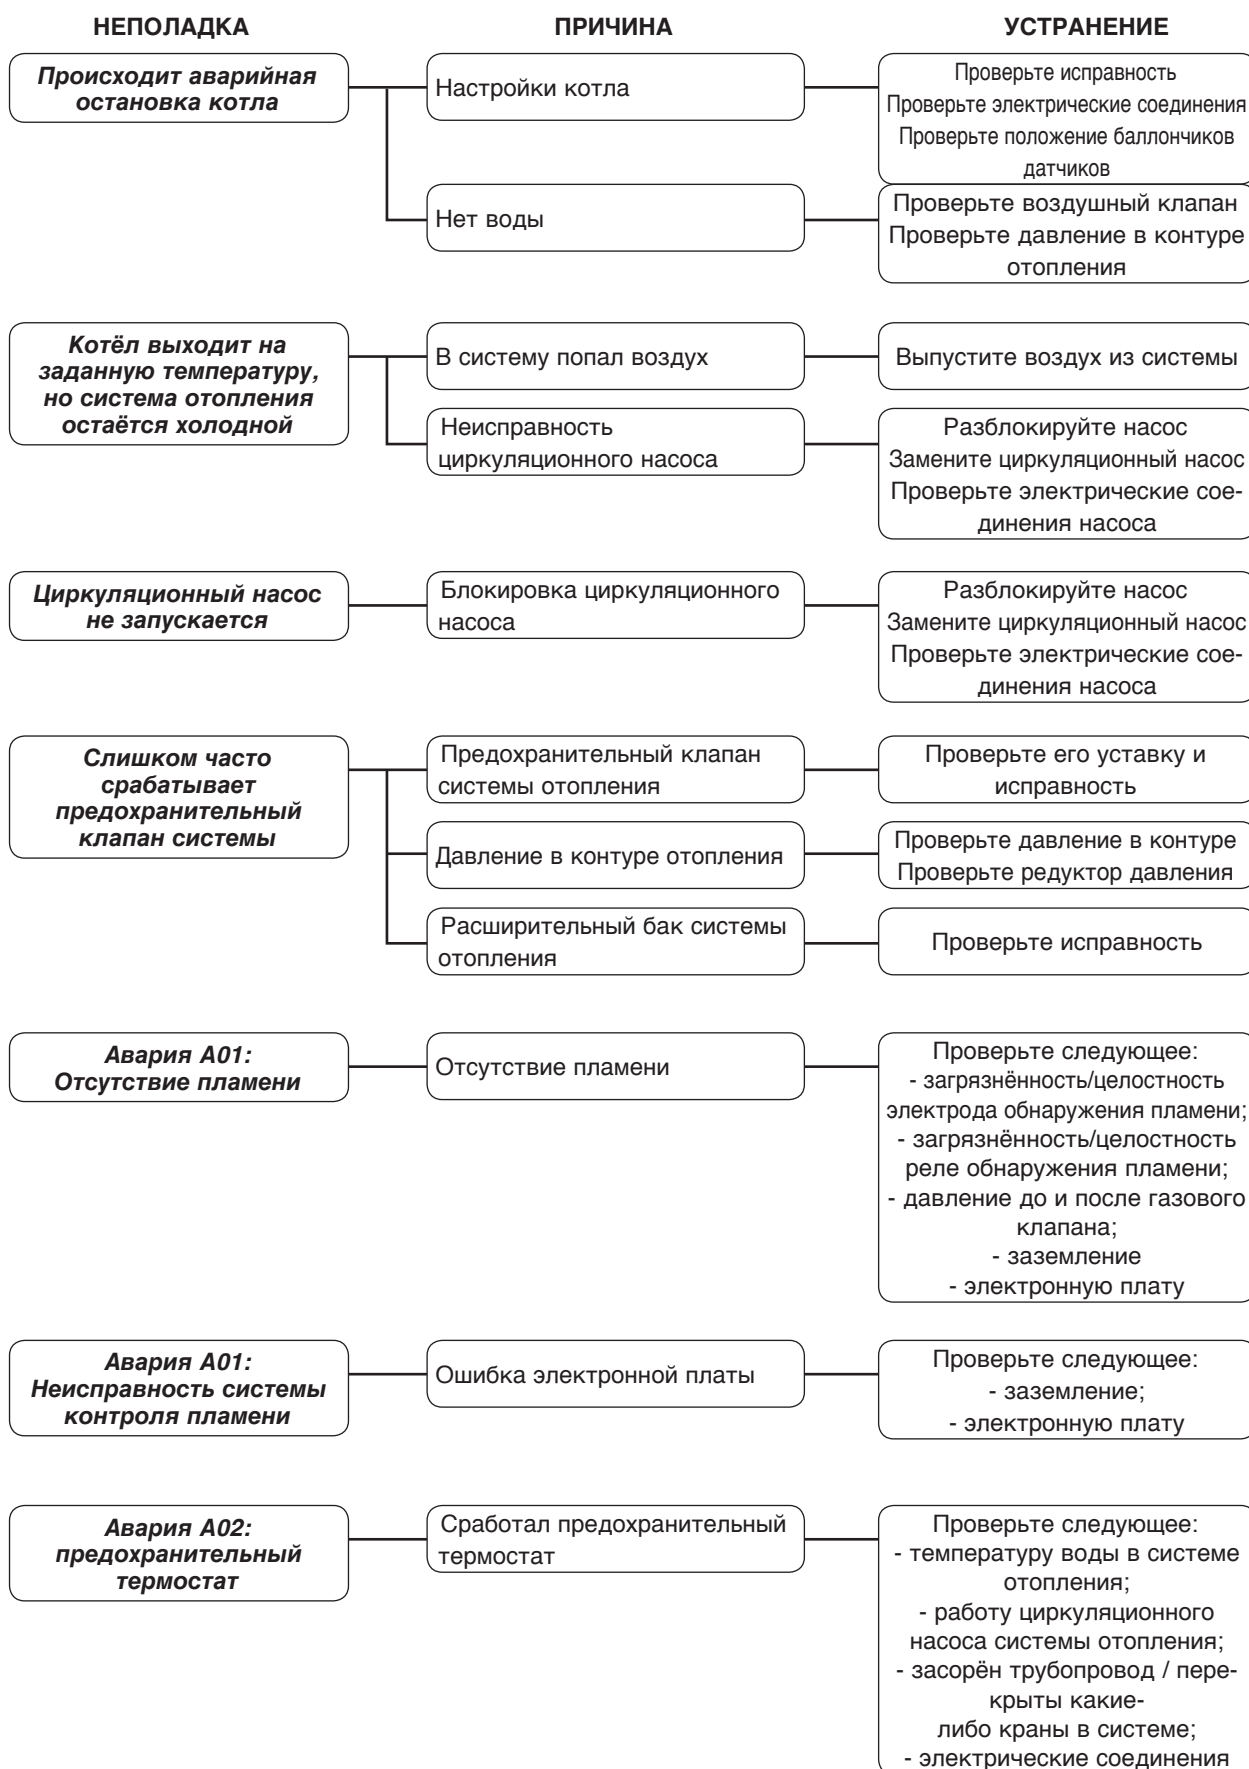 НЕПОЛАДКА
ПРИЧИНА
УСТРАНЕНИЕ
Происходит аварийная
остановка котла
Настройки котла
Проверьте исправность
Проверьте электрические соединения
Проверьте положение баллончиков
датчиков
Нет воды
Проверьте воздушный клапан
Проверьте давление в контуре
отопления
Котёл выходит на
заданную температуру,
но система отопления
остаётся холодной
В систему попал воздух
Выпустите воздух из системы
Неисправность
циркуляционного насоса
Разблокируйте насос
Замените циркуляционный насос
Проверьте электрические сое-
динения насоса
Циркуляционный насос
не запускается
Блокировка циркуляционного
насоса
Разблокируйте насос
Замените циркуляционный насос
Проверьте электрические сое-
динения насоса
Слишком часто
срабатывает
предохранительный
клапан системы
Предохранительный клапан
системы отопления
Проверьте его уставку и
исправность
Давление в контуре отопления
Проверьте давление в контуре
Проверьте редуктор давления
Расширительный бак системы
отопления
Проверьте исправность
Авария A01:
Отсутствие пламени
Отсутствие пламени
Проверьте следующее:
- загрязнённость/целостность
электрода обнаружения пламени;
- загрязнённость/целостность
реле обнаружения пламени;
- давление до и после газового
клапана;
- заземление
- электронную плату
Авария A01:
Неисправность системы
контроля пламени
Ошибка электронной платы
Проверьте следующее:
- заземление;
- электронную плату
Авария A02:
предохранительный
термостат
Сработал предохранительный
термостат
Проверьте следующее:
- температуру воды в системе
отопления;
- работу циркуляционного
насоса системы отопления;
- засорён трубопровод / пере-
крыты какие-
либо краны в системе;
- электрические соединения